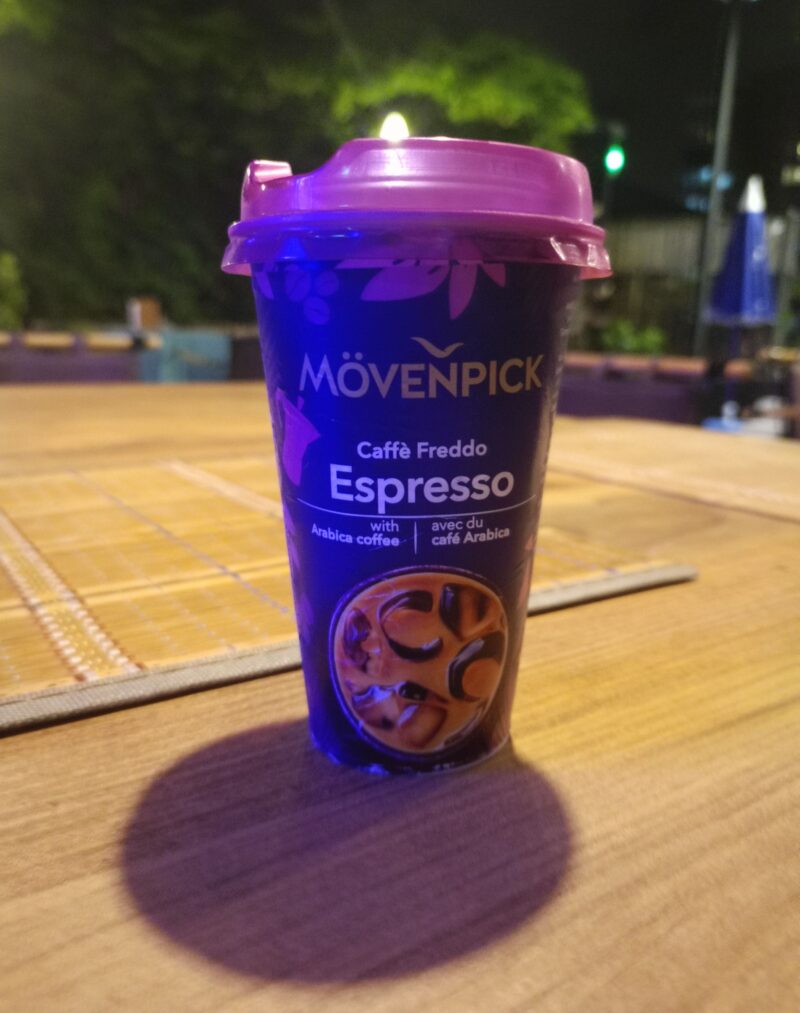 MÖVENPICK
Caffè Freddo
Espresso
with
Arabica coffee
avec du
café Arabica